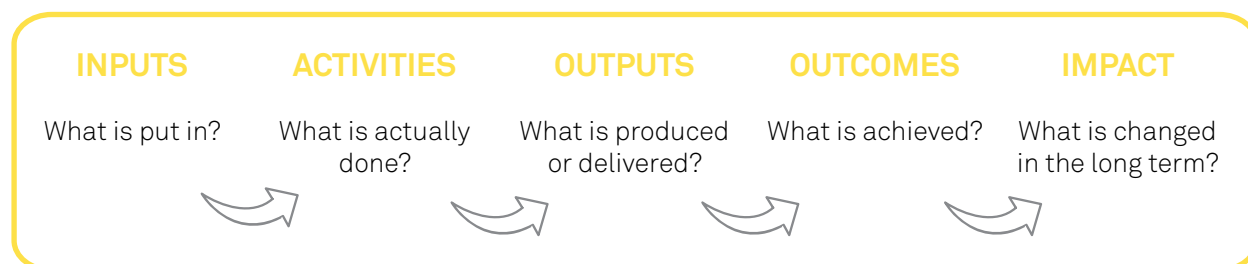 INPUTS
ACTIVITIES
OUTPUTS
OUTCOMES
IMPACT
What is put in?
What is actually
done?
What is produced
or delivered?
What is achieved?
What is changed
in the long term?